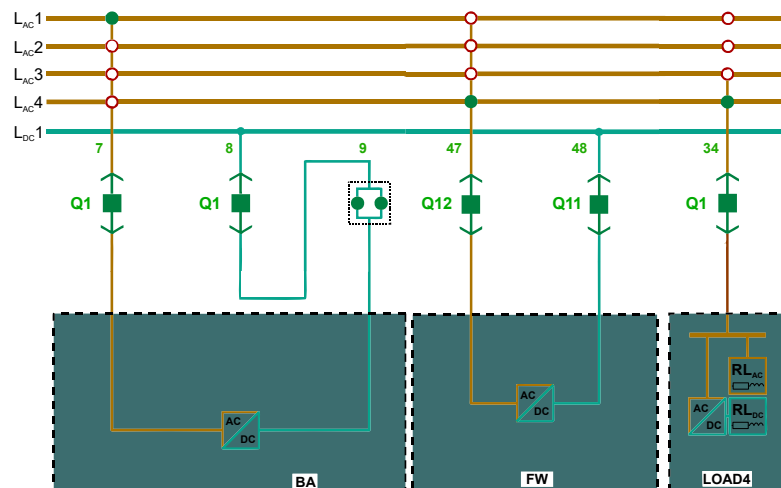 LAC1
LAC2
LAC3
LAC4
LDC1
7 8 9 47 48 34
Q1 Q1 Q12 Q11 Q1
RLAC
AC DC
AC DC
AC DC
RLDC
BA FW LOAD4